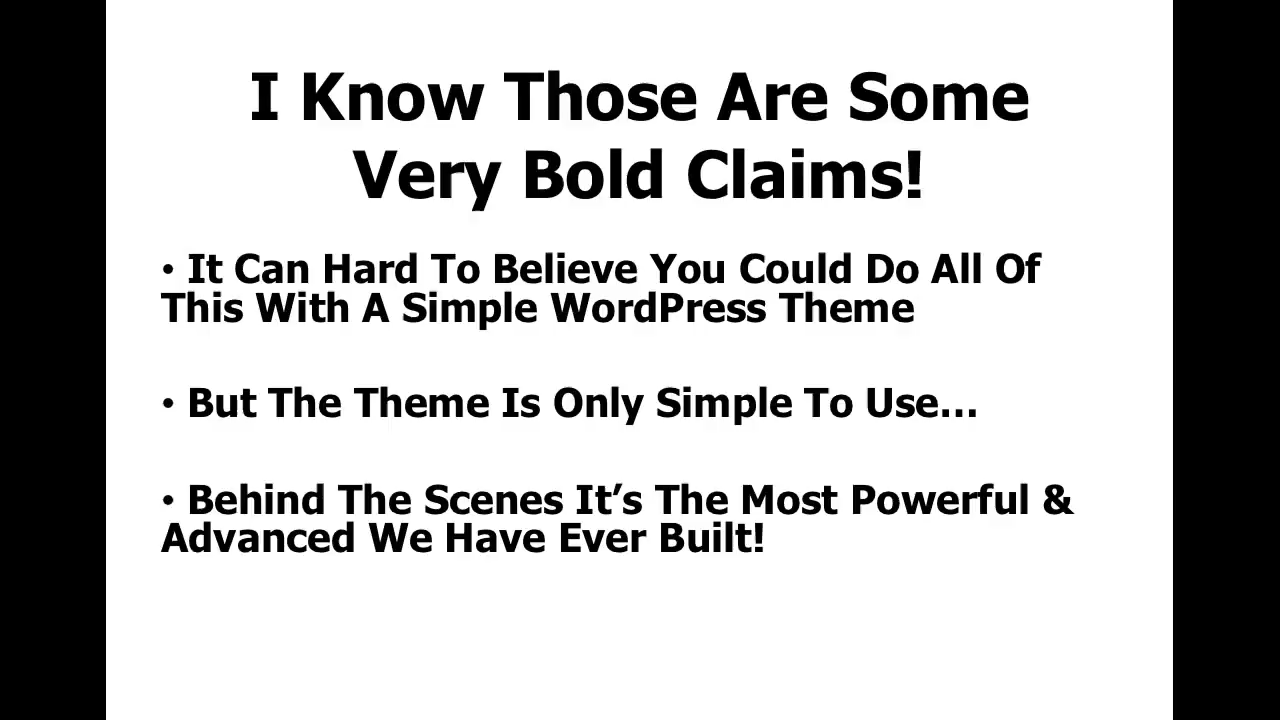 I Know Those Are Some
Very Bold Claims!
• It Can Hard To Believe You Could Do All Of
This With A Simple WordPress Theme
• But The Theme Is Only Simple To Use...
• Behind The Scenes It’s The Most Powerful &
Advanced We Have Ever Built!